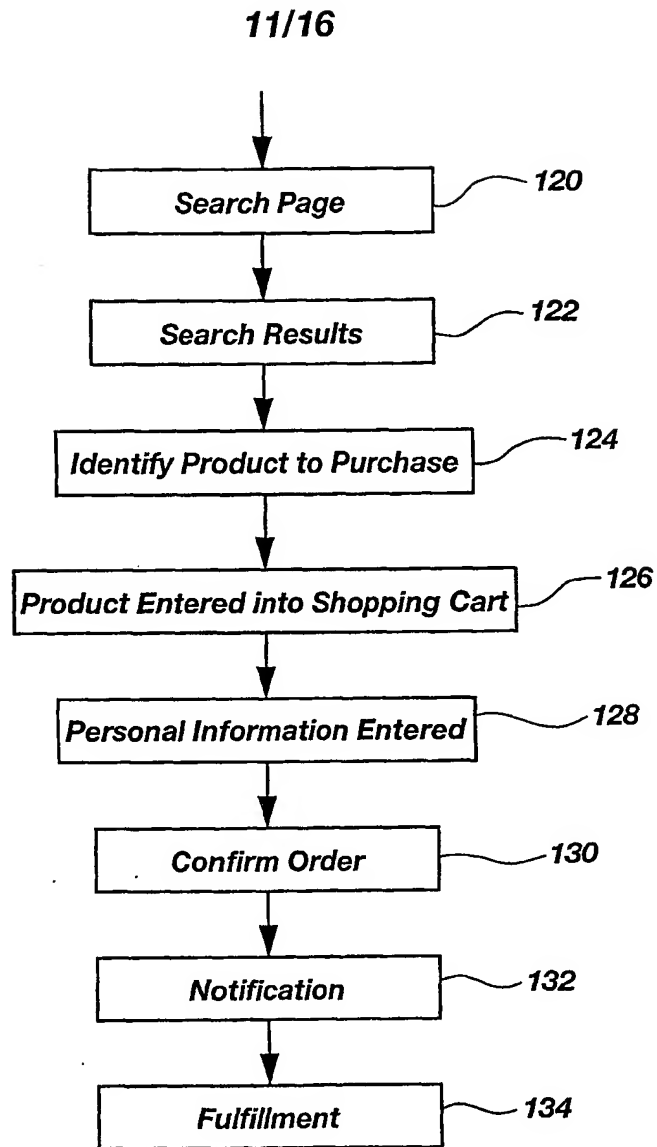 11/16
Search Page 120
Search Results 122
Identify Product to Purchase 124
Product Entered into Shopping Cart 126
Personal Information Entered 128
Confirm Order 130
Notification 132
Fulfillment 134